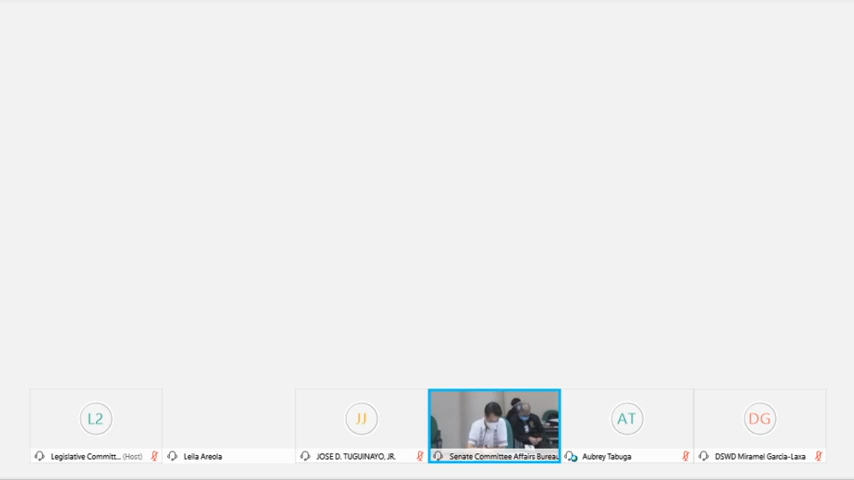 L2
JJ
AT
DG
Legislative Committ... (Host)
Leila Areola
JOSE D. TUGUINAYO, JR.
Senate Committee Affairs Bureau
Aubrey Tabuga
DSWD Miramel Garcia-Laxa